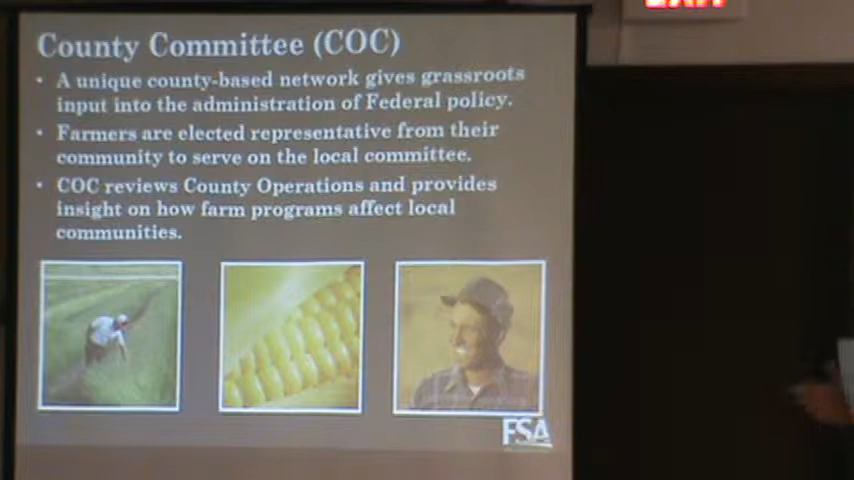 EXIT
County Committee (COC)
• A unique county-based network gives grassroots
input into the administration of Federal policy.
• Farmers are elected representative from their
community to serve on the local committee.
• COC reviews County Operations and provides
insight on how farm programs affect local
communities.
FSA